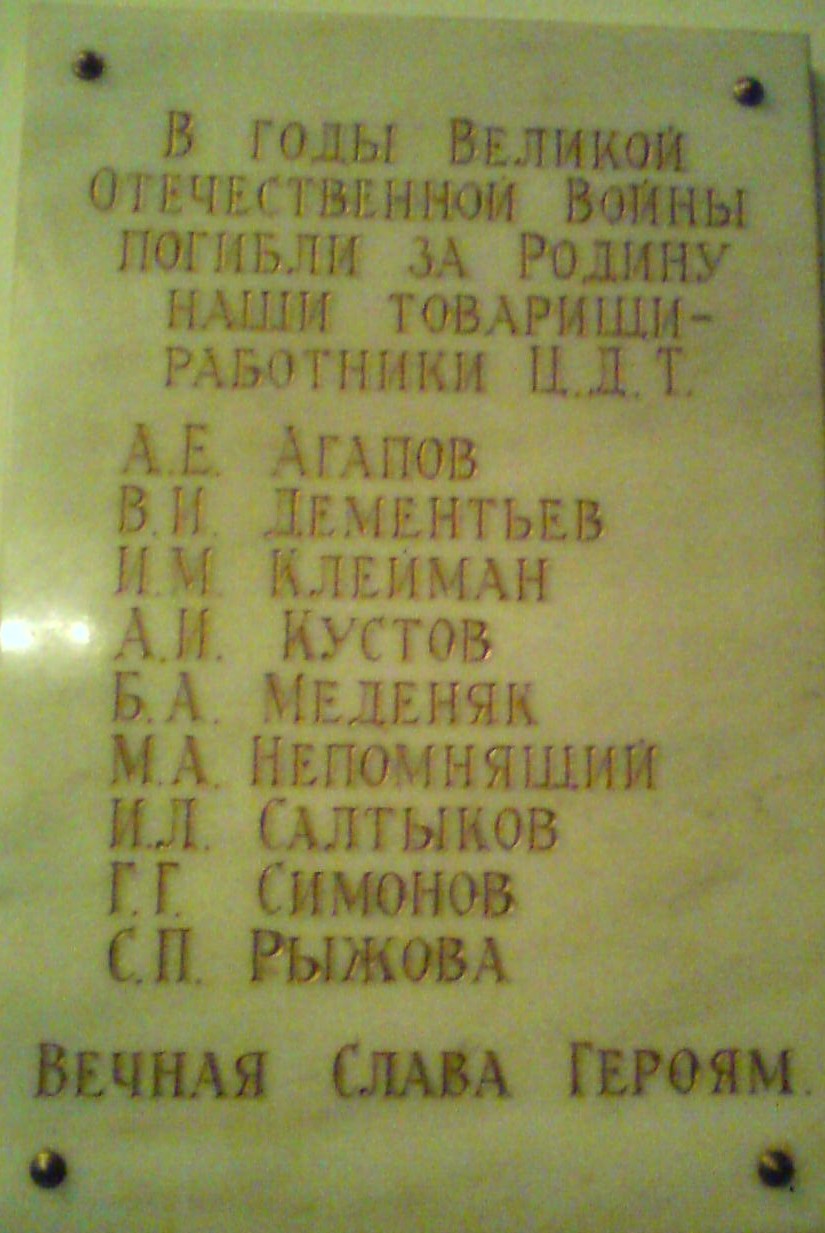 В годы Великой
Отечественной Войны
погибли за Родину
наши товарищи-
работники Ц.Д.Т.
А.Е. Агапов
В.И. Дементьев
И.М. Клейман
А.И. Кустов
Б.А. Меденяк
М.А. Непомнящий
И.Л. Салтыков
Г.Г. Симонов
С.П. Рыжова
Вечная Слава Героям.